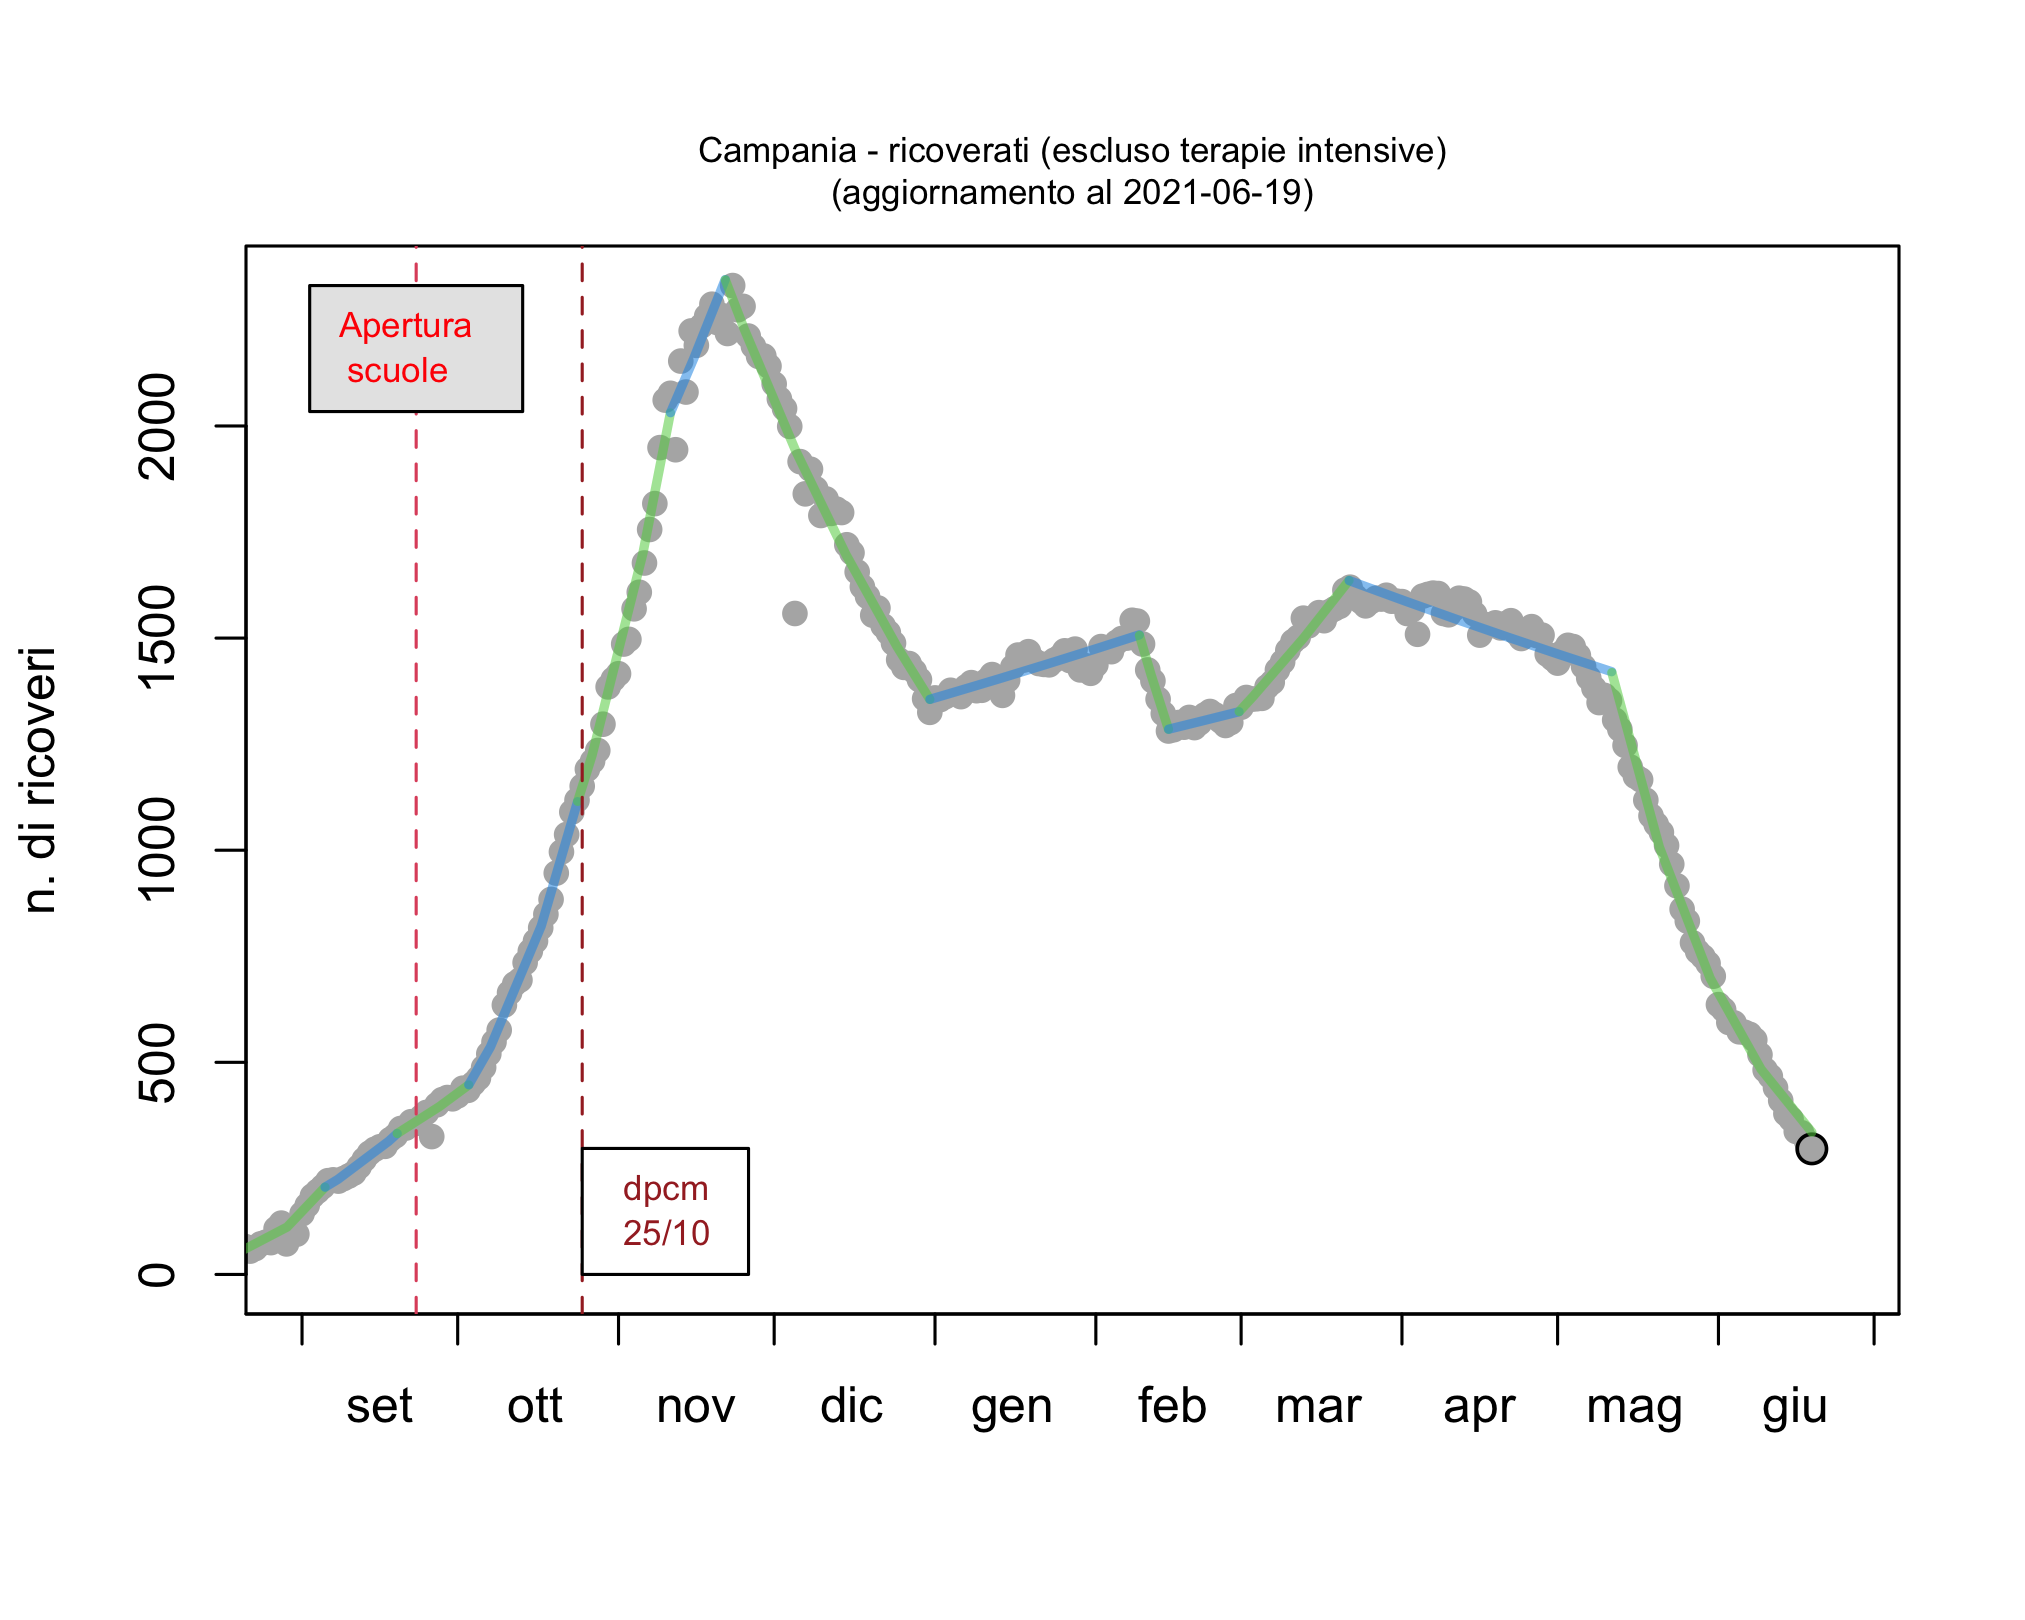 Campania - ricoverati (escluso terapie intensive)
(aggiornamento al 2021-06-19)
Apertura
scuole
n. di ricoveri
2000
1500
1000
500
0
dpcm
25/10
set ott nov dic gen feb mar apr mag giu